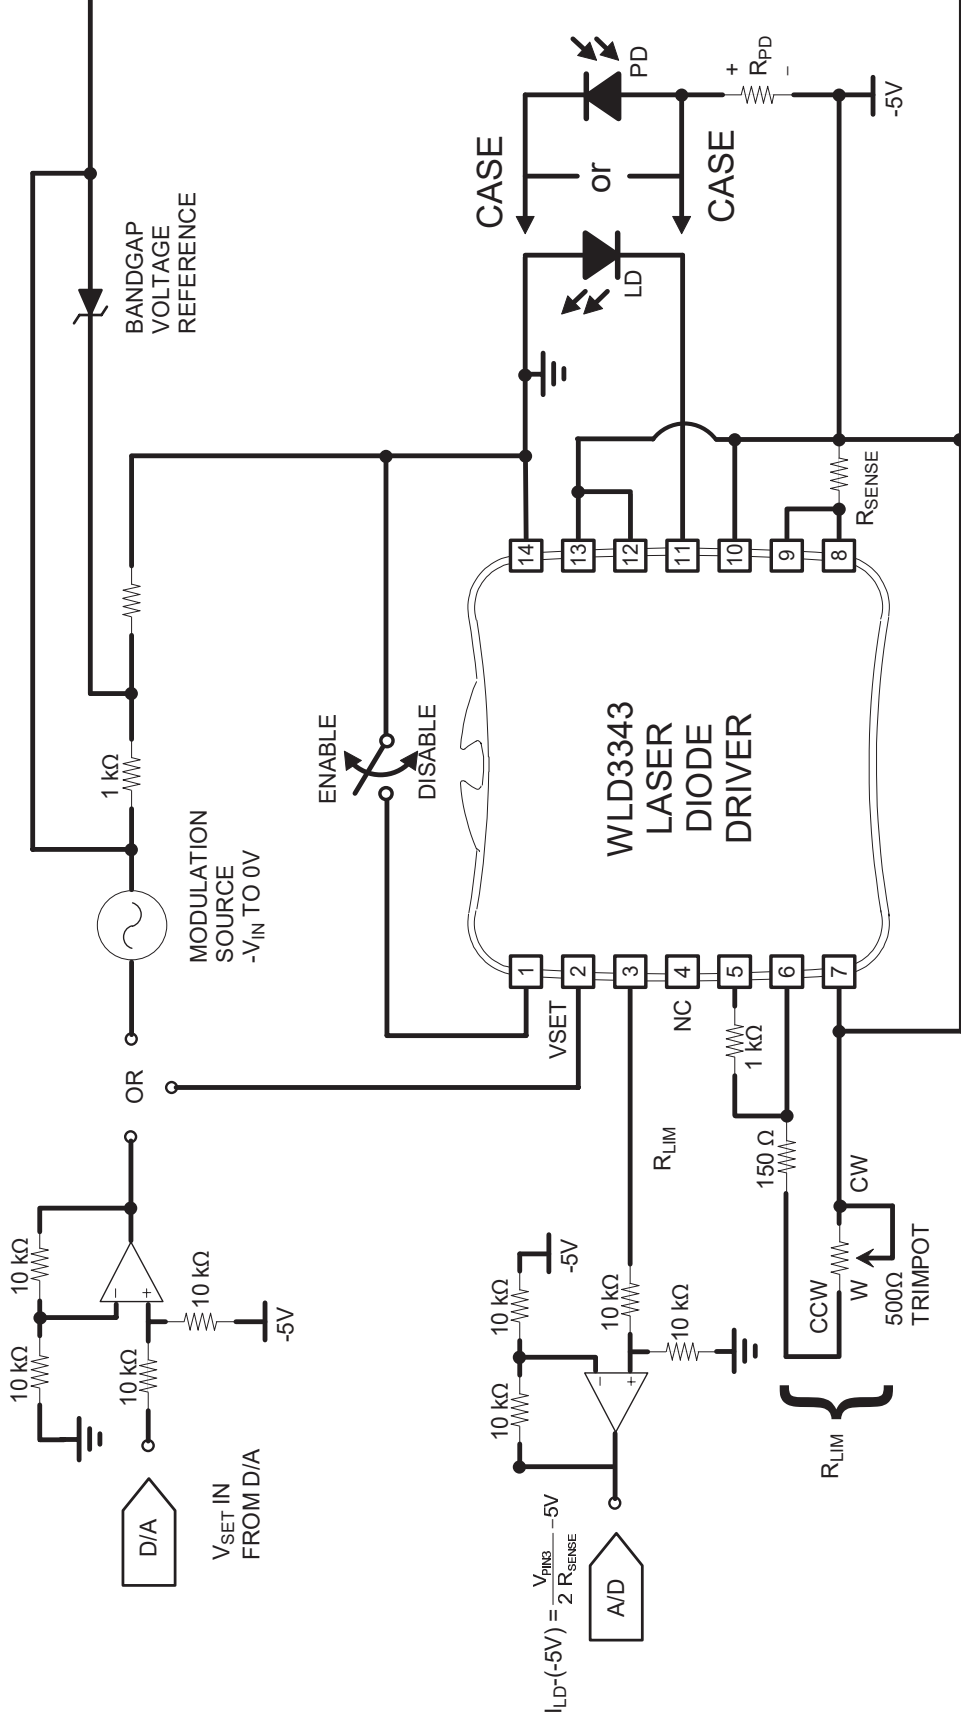 BANDGAP
VOLTAGE
REFERENCE
1 kΩ
MODULATION
SOURCE
-VIN TO 0V
OR
10 kΩ
10 kΩ
10 kΩ
10 kΩ
−
+
-5V
D/A
VSET IN
FROM D/A
ENABLE
DISABLE
CASE
or
CASE
PD
LD
+
RPD
−
-5V
RSENSE
14
13
12
11
10
9
8
WLD3343
LASER
DIODE
DRIVER
1
2
3
4
5
6
7
VSET
NC
1 kΩ
RLIM
150 Ω
CW
CCW
W
500Ω
TRIMPOT
RLIM
10 kΩ
10 kΩ
10 kΩ
10 kΩ
-5V
−
+
A/D
ILD-(-5V) = VPIN3 / 2 RSENSE −5V